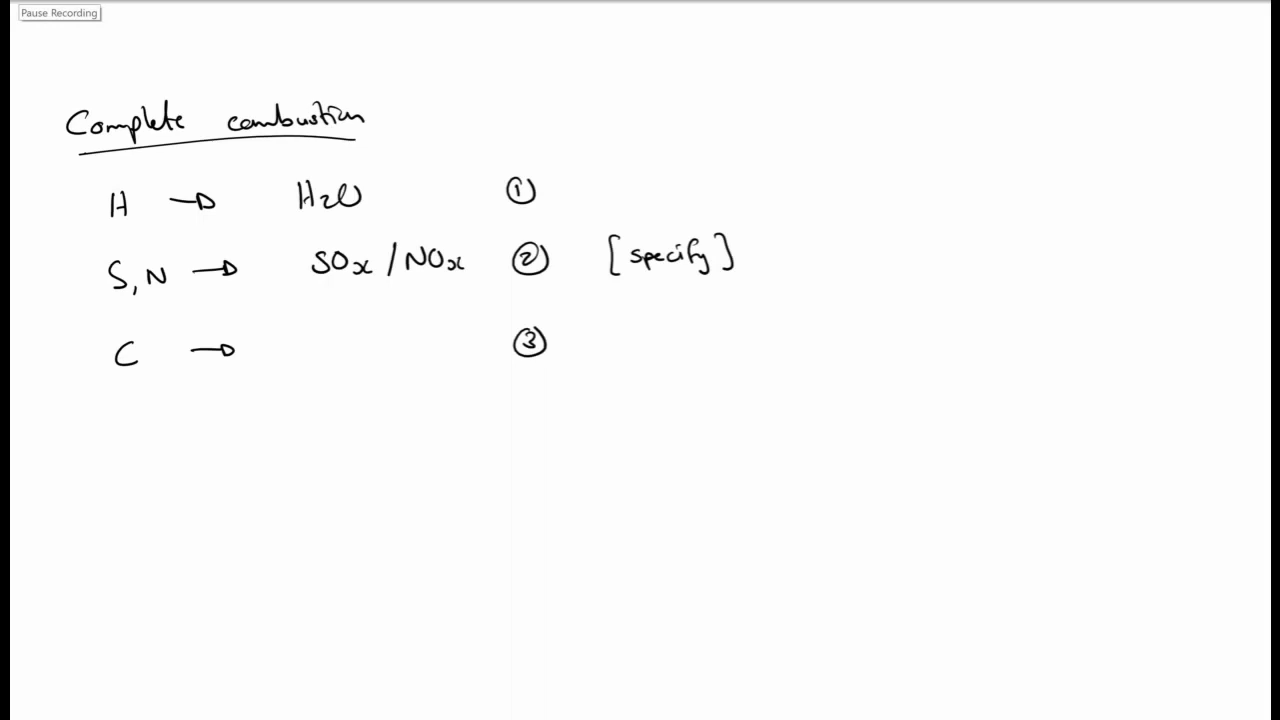 Pause Recording
Complete combustion
H → H2O ①
S, N → SOx / NOx ② [specify]
C → ③